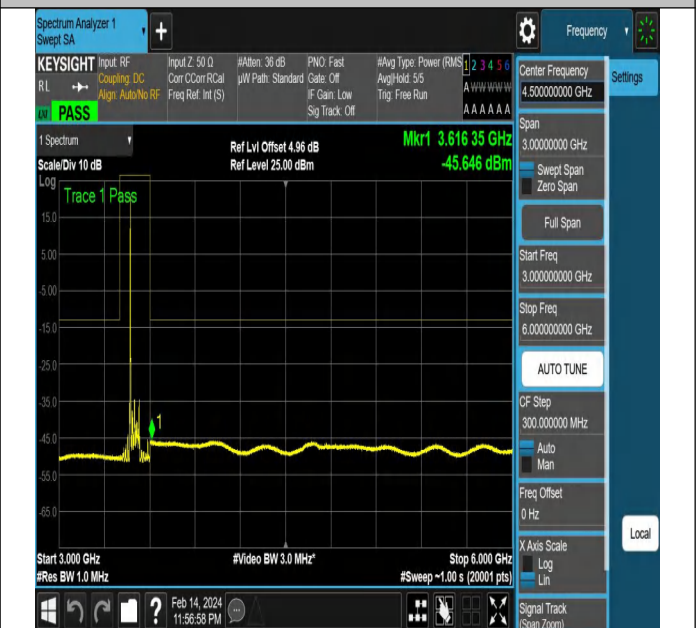 Spectrum Analyzer 1
Swept SA
+
Frequency
KEYSIGHT
RL
PASS
Input: RF
Coupling: DC
Align: Auto/No RF
Input Z: 50 Ω
Corr CCorr RCal
Freq Ref: Int (S)
#Atten: 36 dB
µW Path: Standard
PNO: Fast
Gate: Off
IF Gain: Low
Sig Track: Off
#Avg Type: Power (RMS
Avg|Hold: 5/5
Trig: Free Run
1 2 3 4 5 6
A W W W W W
A A A A A A
1 Spectrum
Scale/Div 10 dB
Log
Ref Lvl Offset 4.96 dB
Ref Level 25.00 dBm
Mkr1 3.616 35 GHz
-45.646 dBm
Trace 1 Pass
15.0
5.00
-5.00
-15.0
-25.0
-35.0
-45.0
-55.0
-65.0
1
Start 3.000 GHz
#Res BW 1.0 MHz
#Video BW 3.0 MHz*
Stop 6.000 GHz
#Sweep ~1.00 s (20001 pts)
?
Feb 14, 2024
11:56:58 PM
Center Frequency
4.500000000 GHz
Settings
Span
3.00000000 GHz
Swept Span
Zero Span
Full Span
Start Freq
3.000000000 GHz
Stop Freq
6.000000000 GHz
AUTO TUNE
CF Step
300.000000 MHz
Auto
Man
Freq Offset
0 Hz
Local
X Axis Scale
Log
Lin
Signal Track
(Span Zoom)